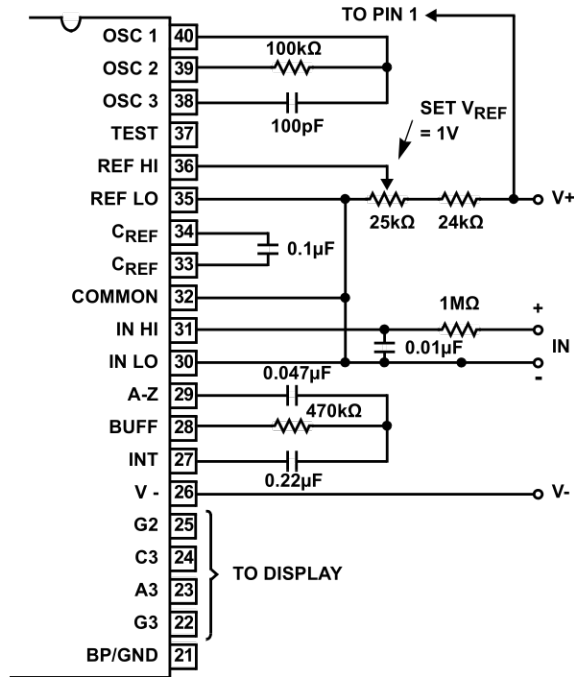 TO PIN 1
OSC 1 40
100kΩ
OSC 2 39
OSC 3 38
100pF
SET VREF
= 1V
TEST 37
REF HI 36
REF LO 35
V+
25kΩ 24kΩ
CREF 34
0.1µF
CREF 33
COMMON 32
1MΩ
+
IN HI 31
0.01µF
IN
IN LO 30
-
0.047µF
A-Z 29
470kΩ
BUFF 28
INT 27
0.22µF
V - 26
V-
G2 25
C3 24
TO DISPLAY
A3 23
G3 22
BP/GND 21